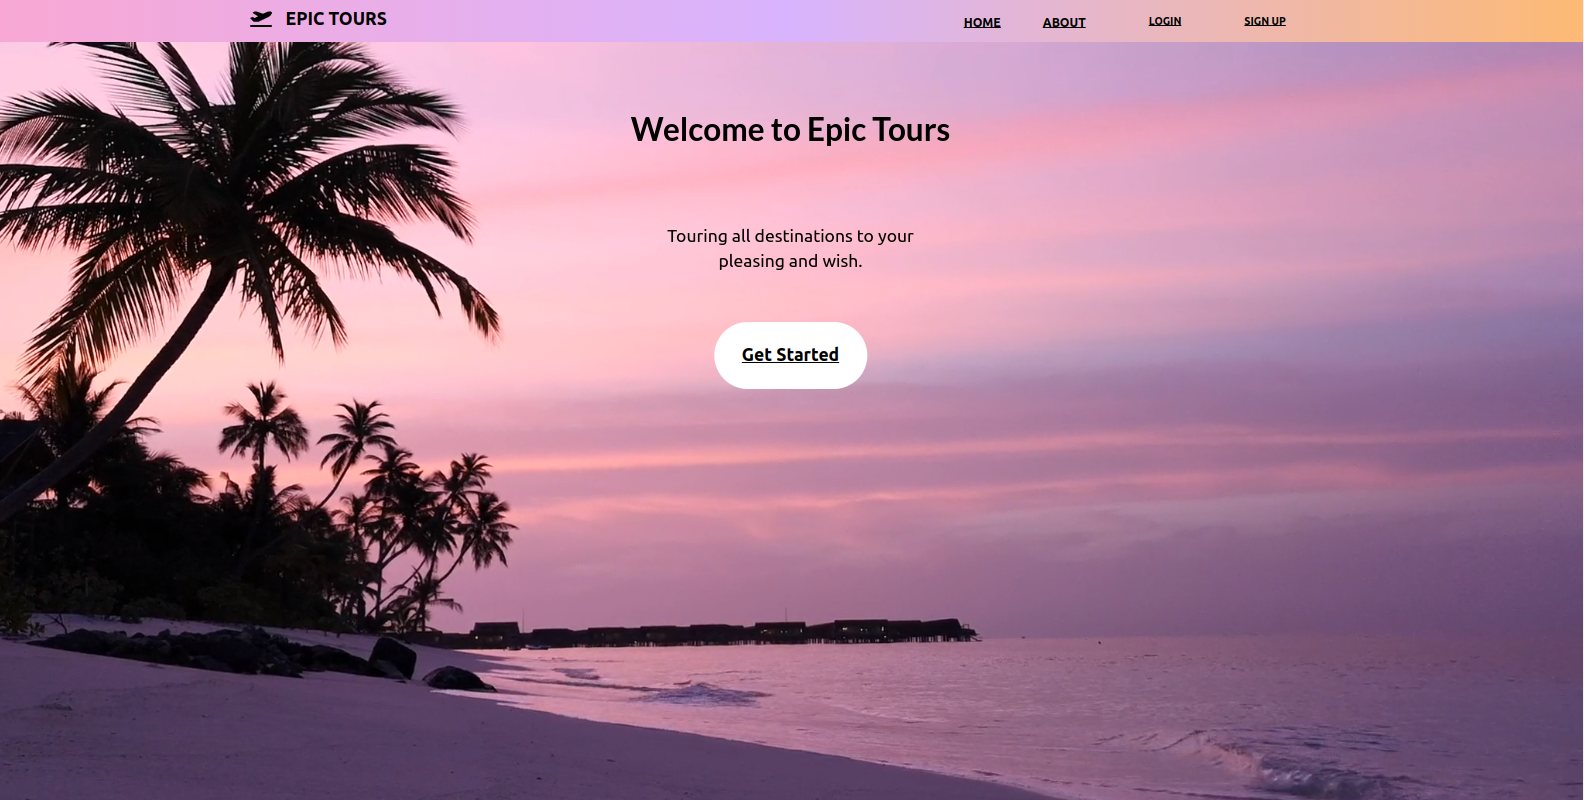 EPIC TOURS
HOME ABOUT LOGIN SIGN UP
Welcome to Epic Tours
Touring all destinations to your
pleasing and wish.
Get Started